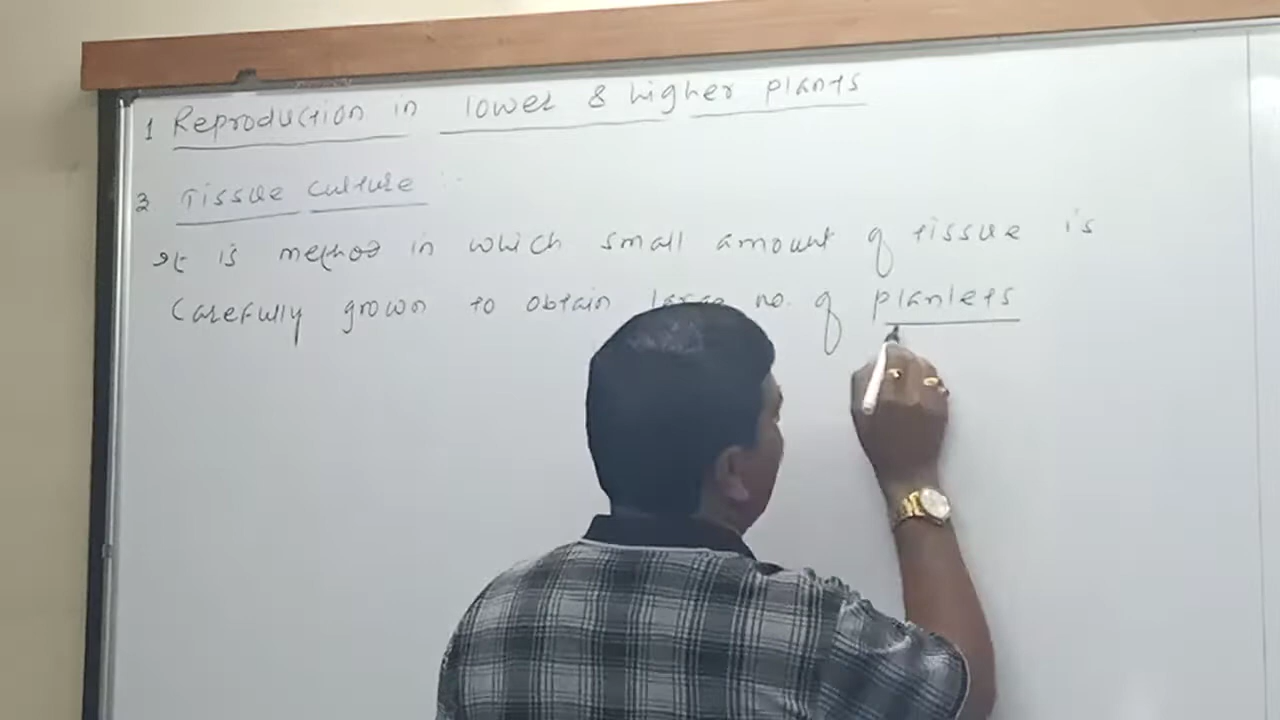 1 Reproduction in lower & higher plants
3 Tissue culture :-
It is method in which small amount of tissue is
carefully grown to obtain large no. of planlets